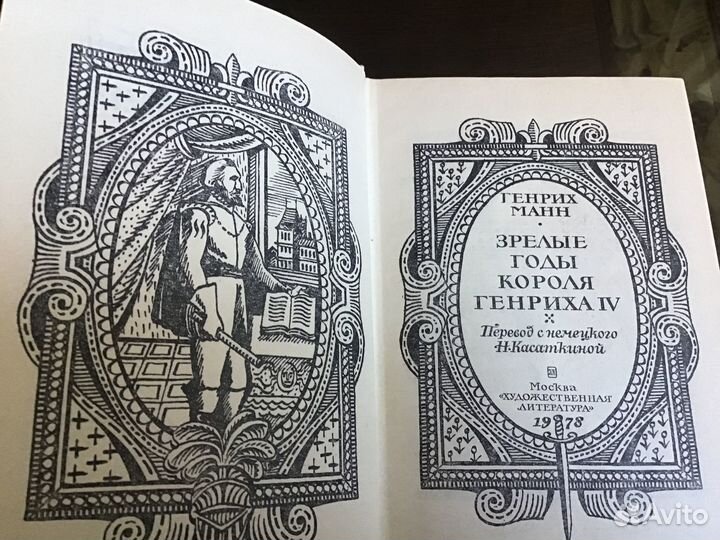 ГЕНРИХ
МАНН
ЗРЕЛЫЕ
ГОДЫ
КОРОЛЯ
ГЕНРИХА IV
Перевод с немецкого
Н. Касаткиной
Москва
«ХУДОЖЕСТВЕННАЯ
ЛИТЕРАТУРА»
1978
Avito